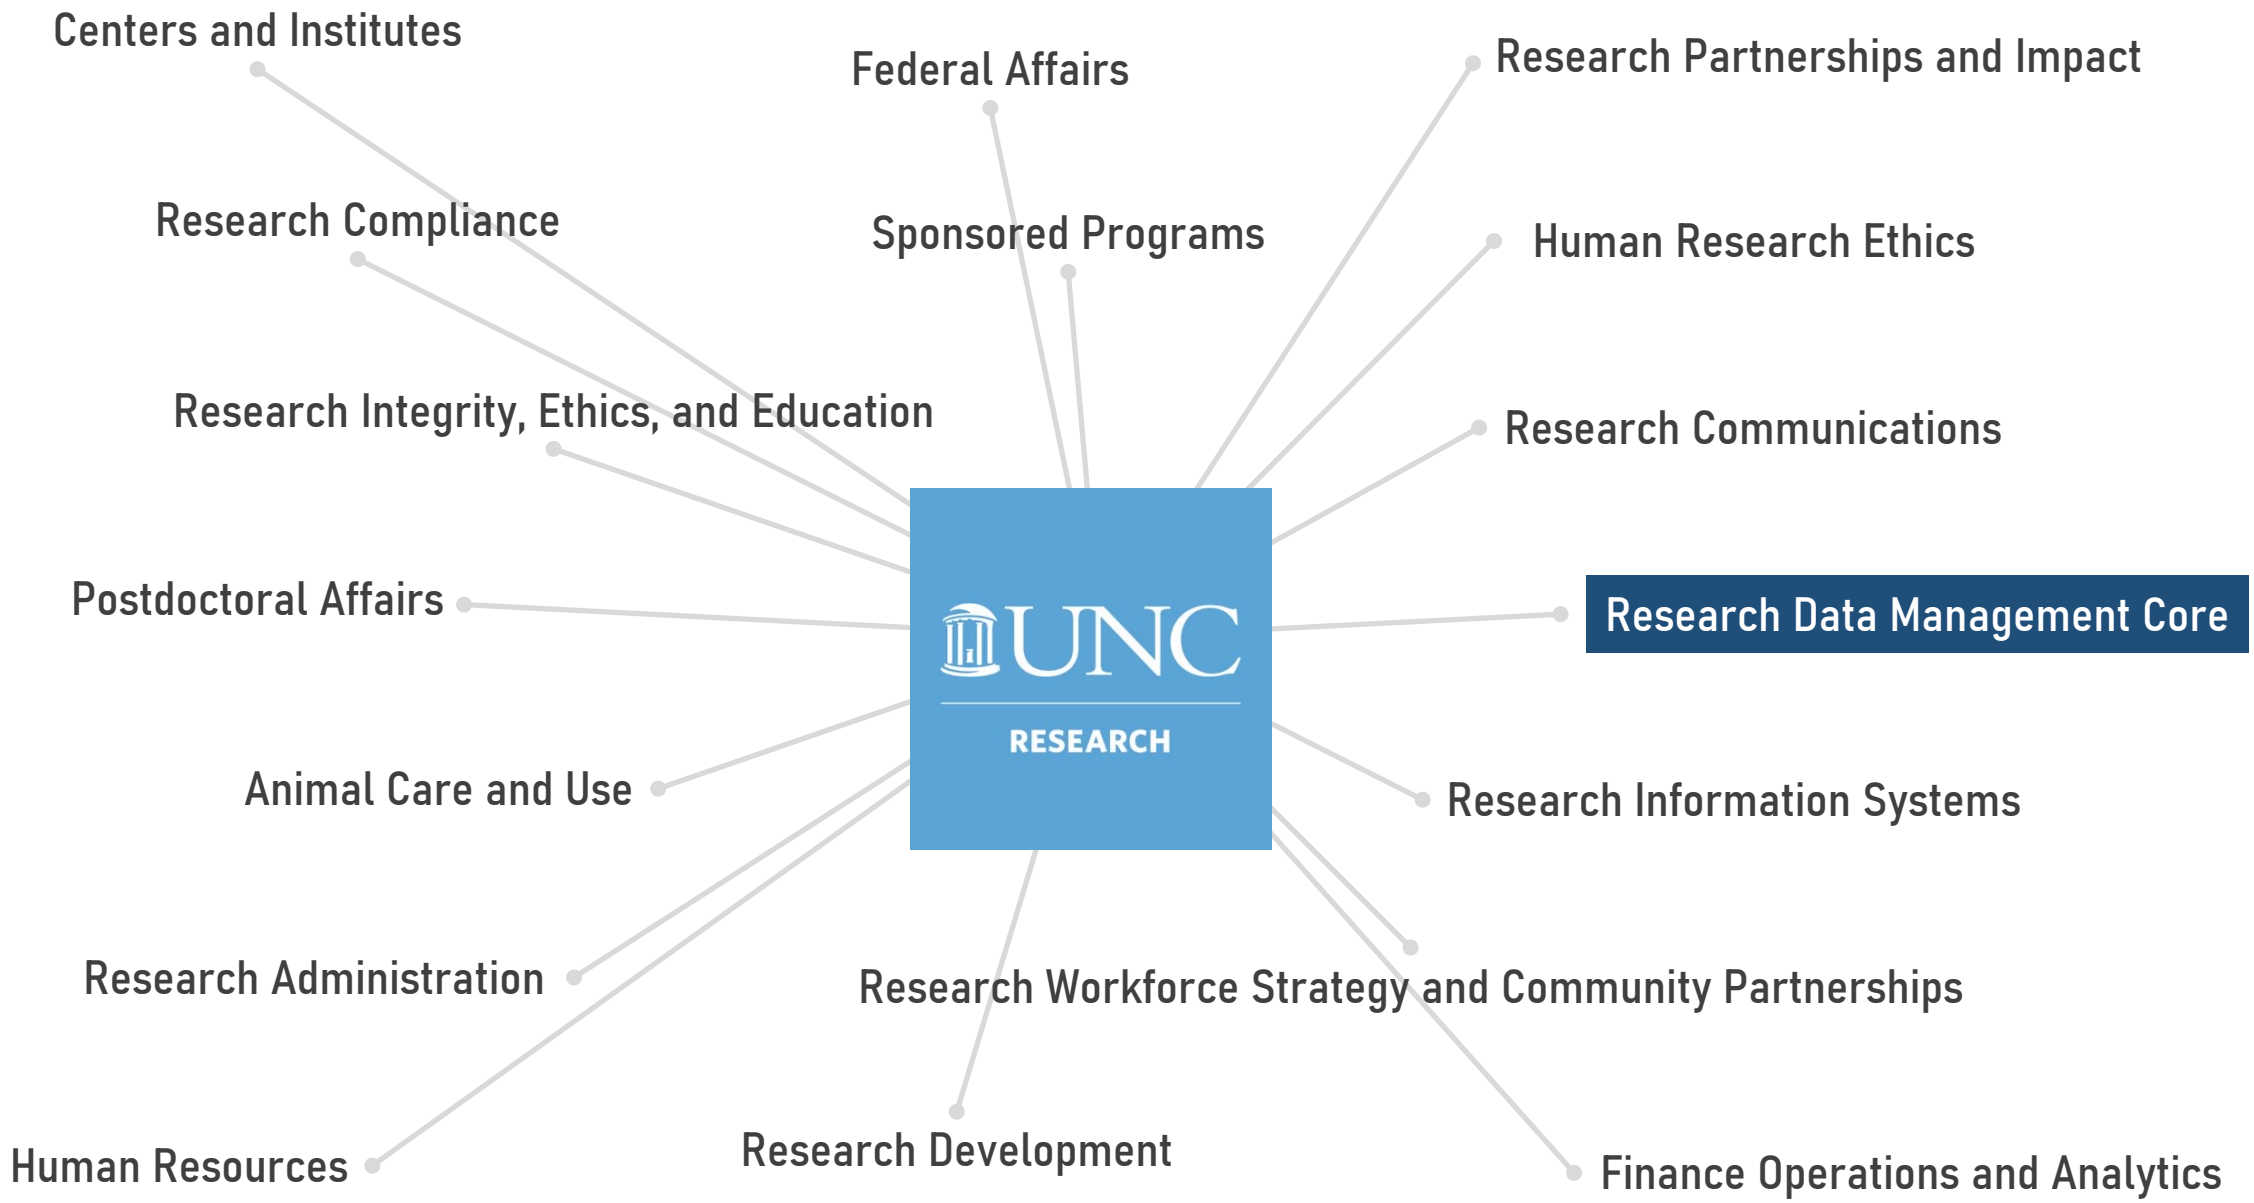 Centers and Institutes
Federal Affairs
Research Partnerships and Impact
Research Compliance
Sponsored Programs
Human Research Ethics
Research Integrity, Ethics, and Education
Research Communications
Postdoctoral Affairs
UNC
RESEARCH
Research Data Management Core
Animal Care and Use
Research Information Systems
Research Administration
Research Workforce Strategy and Community Partnerships
Human Resources
Research Development
Finance Operations and Analytics